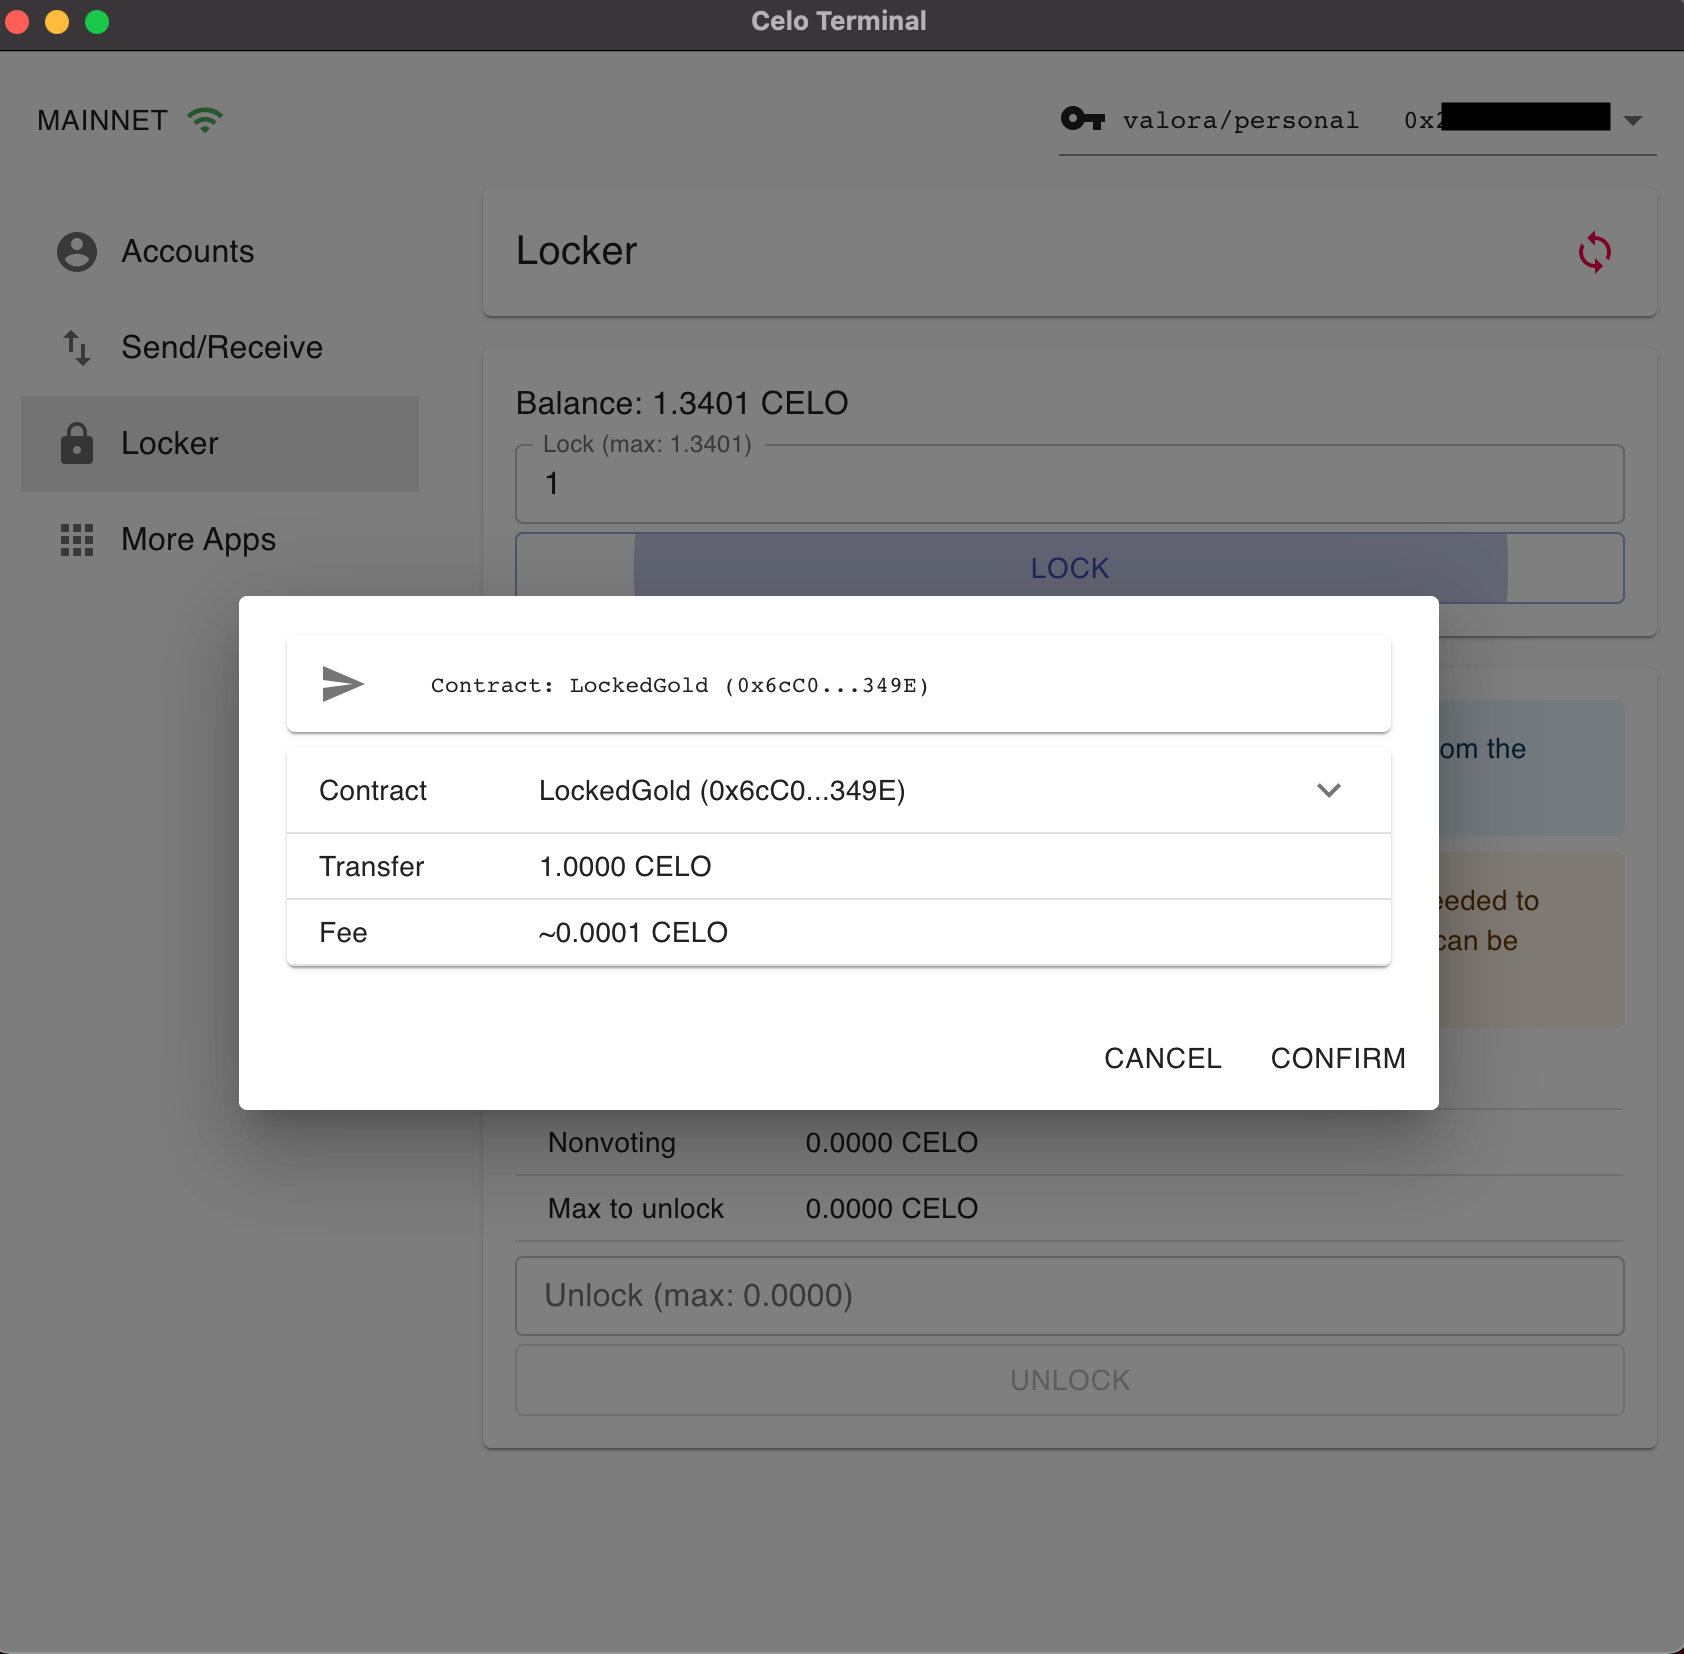 Celo Terminal
MAINNET
valora/personal 0x2
Accounts
Send/Receive
Locker
More Apps
Locker
Balance: 1.3401 CELO
Lock (max: 1.3401)
1
LOCK
om the
eeded to
can be
Contract: LockedGold (0x6cC0...349E)
Contract LockedGold (0x6cC0...349E)
Transfer 1.0000 CELO
Fee ~0.0001 CELO
CANCEL CONFIRM
Nonvoting 0.0000 CELO
Max to unlock 0.0000 CELO
Unlock (max: 0.0000)
UNLOCK